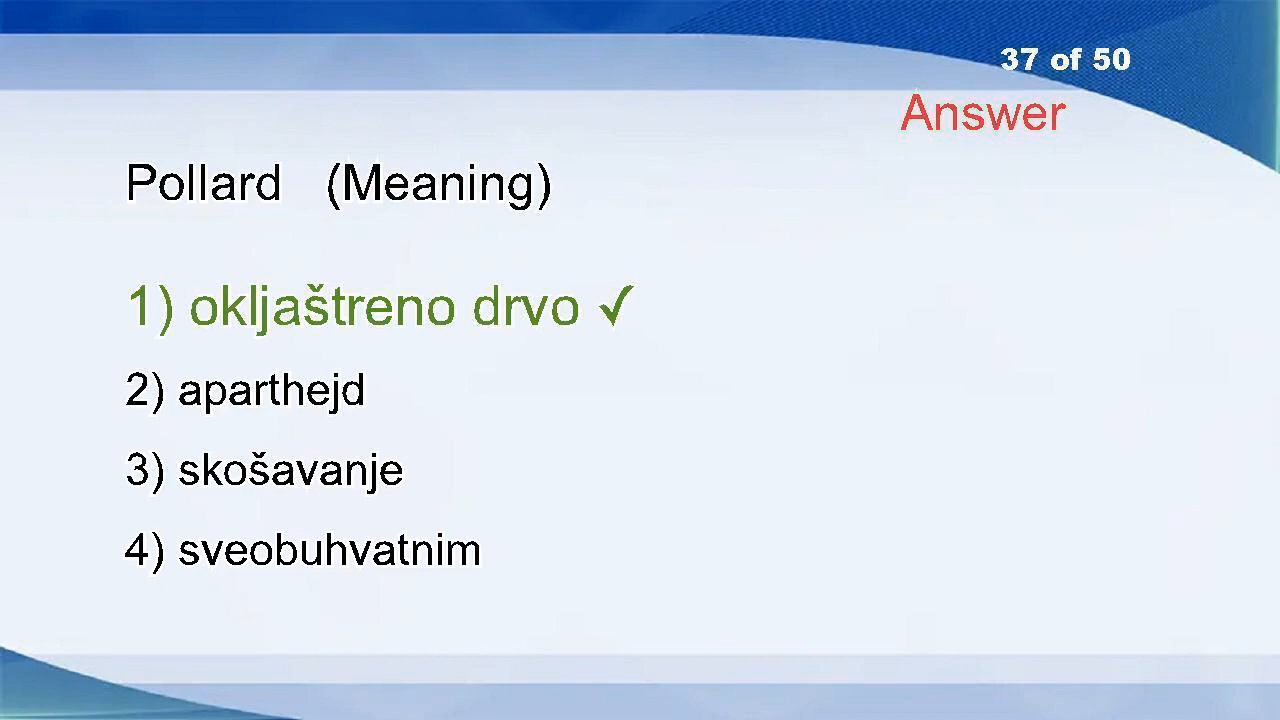 37 of 50
Answer
Pollard (Meaning)
1) okljaštreno drvo ✓
2) aparthejd
3) skošavanje
4) sveobuhvatnim